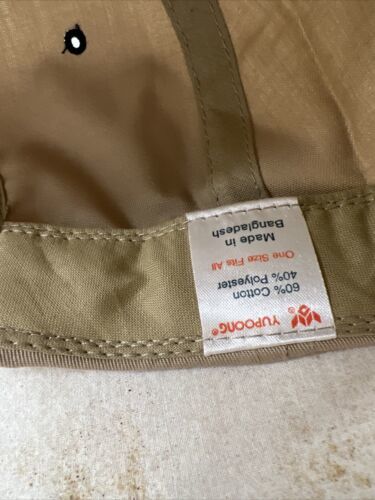 ®
YUPOONG®
60% Cotton
40% Polyester
One Size Fits All
Made in
Bangladesh